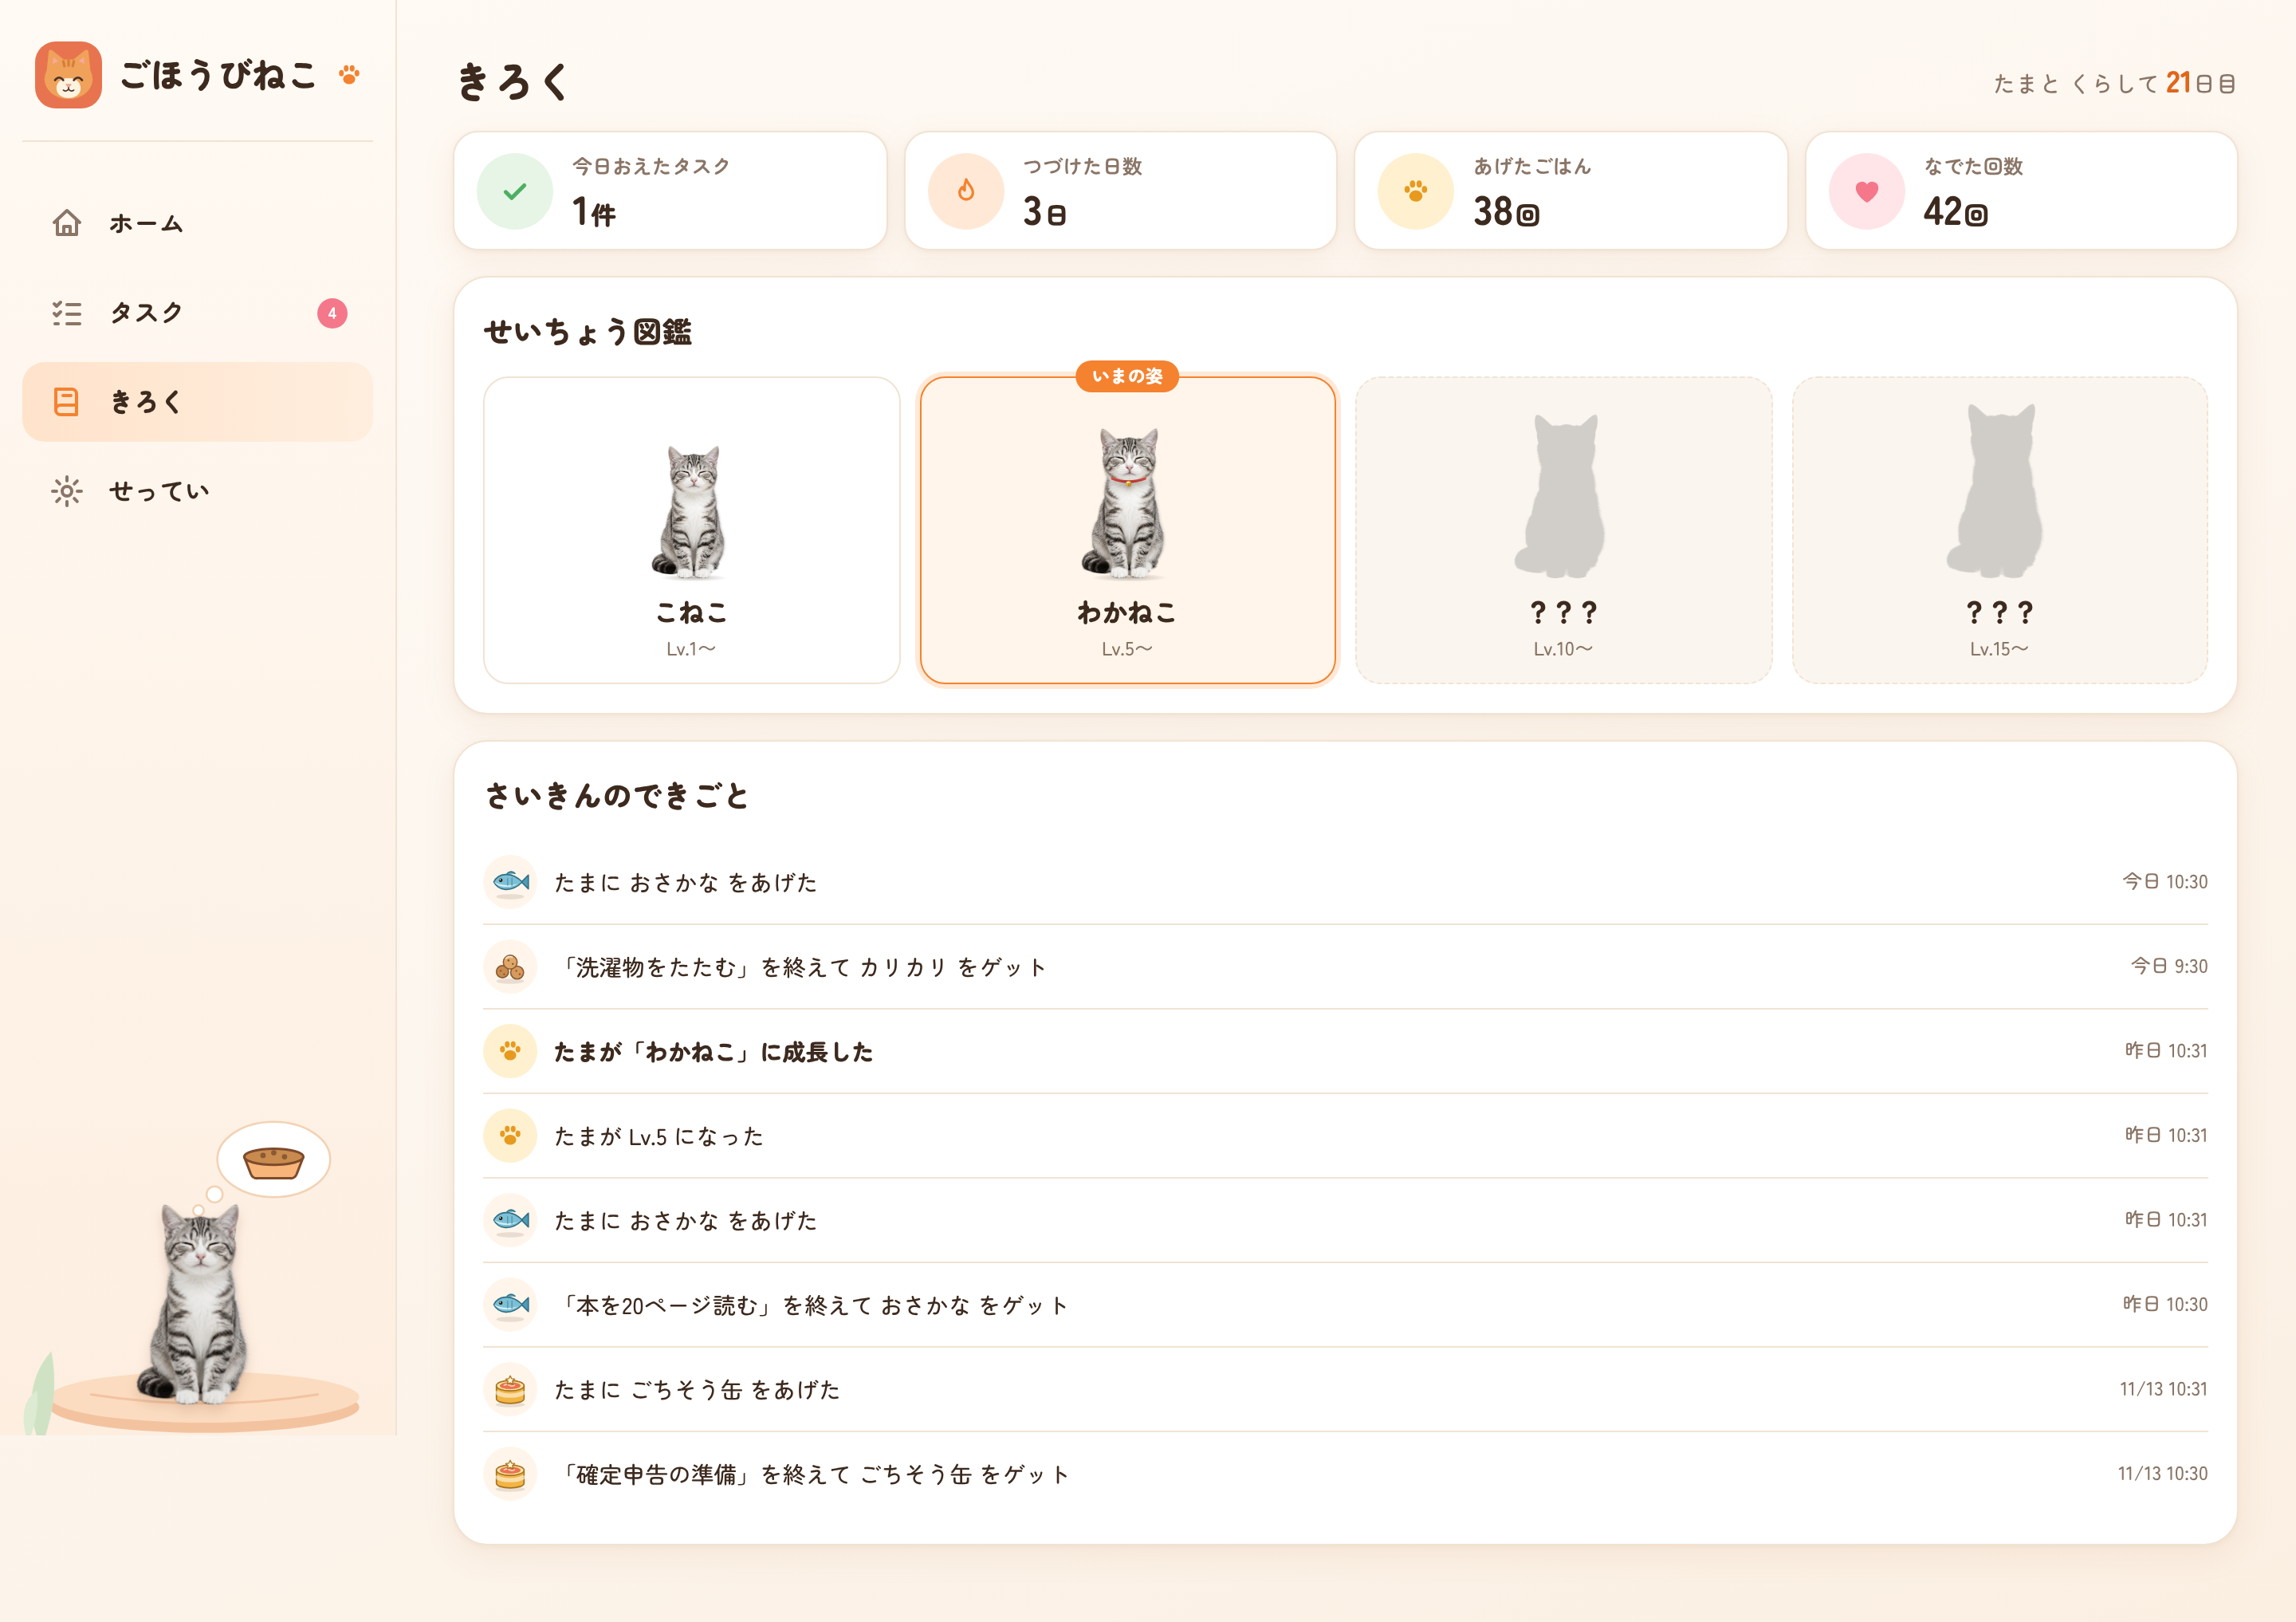 ごほうびねこ
ホーム
タスク 4
きろく
せってい
きろく
たまと くらして 21日目
今日おえたタスク
1件
つづけた日数
3日
あげたごはん
38回
なでた回数
42回
せいちょう図鑑
いまの姿
こねこ
Lv.1〜
わかねこ
Lv.5〜
？？？
Lv.10〜
？？？
Lv.15〜
さいきんのできごと
たまに おさかな をあげた 今日 10:30
「洗濯物をたたむ」を終えて カリカリ をゲット 今日 9:30
たまが「わかねこ」に成長した 昨日 10:31
たまが Lv.5 になった 昨日 10:31
たまに おさかな をあげた 昨日 10:31
「本を20ページ読む」を終えて おさかな をゲット 昨日 10:30
たまに ごちそう缶 をあげた 11/13 10:31
「確定申告の準備」を終えて ごちそう缶 をゲット 11/13 10:30